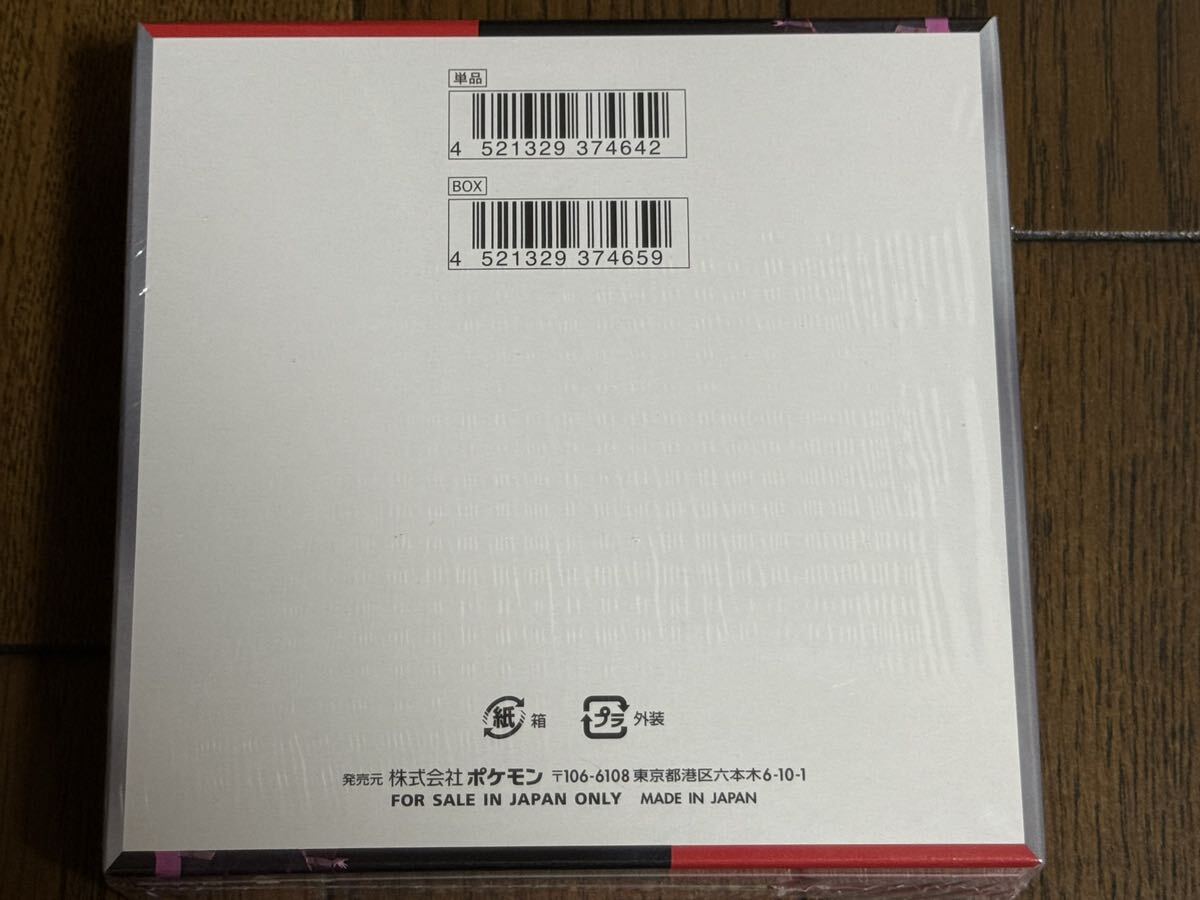 単品
4 521329 374642
BOX
4 521329 374659
紙 箱 プラ 外装
発売元 株式会社 ポケモン 〒106-6108 東京都港区六本木6-10-1
FOR SALE IN JAPAN ONLY MADE IN JAPAN